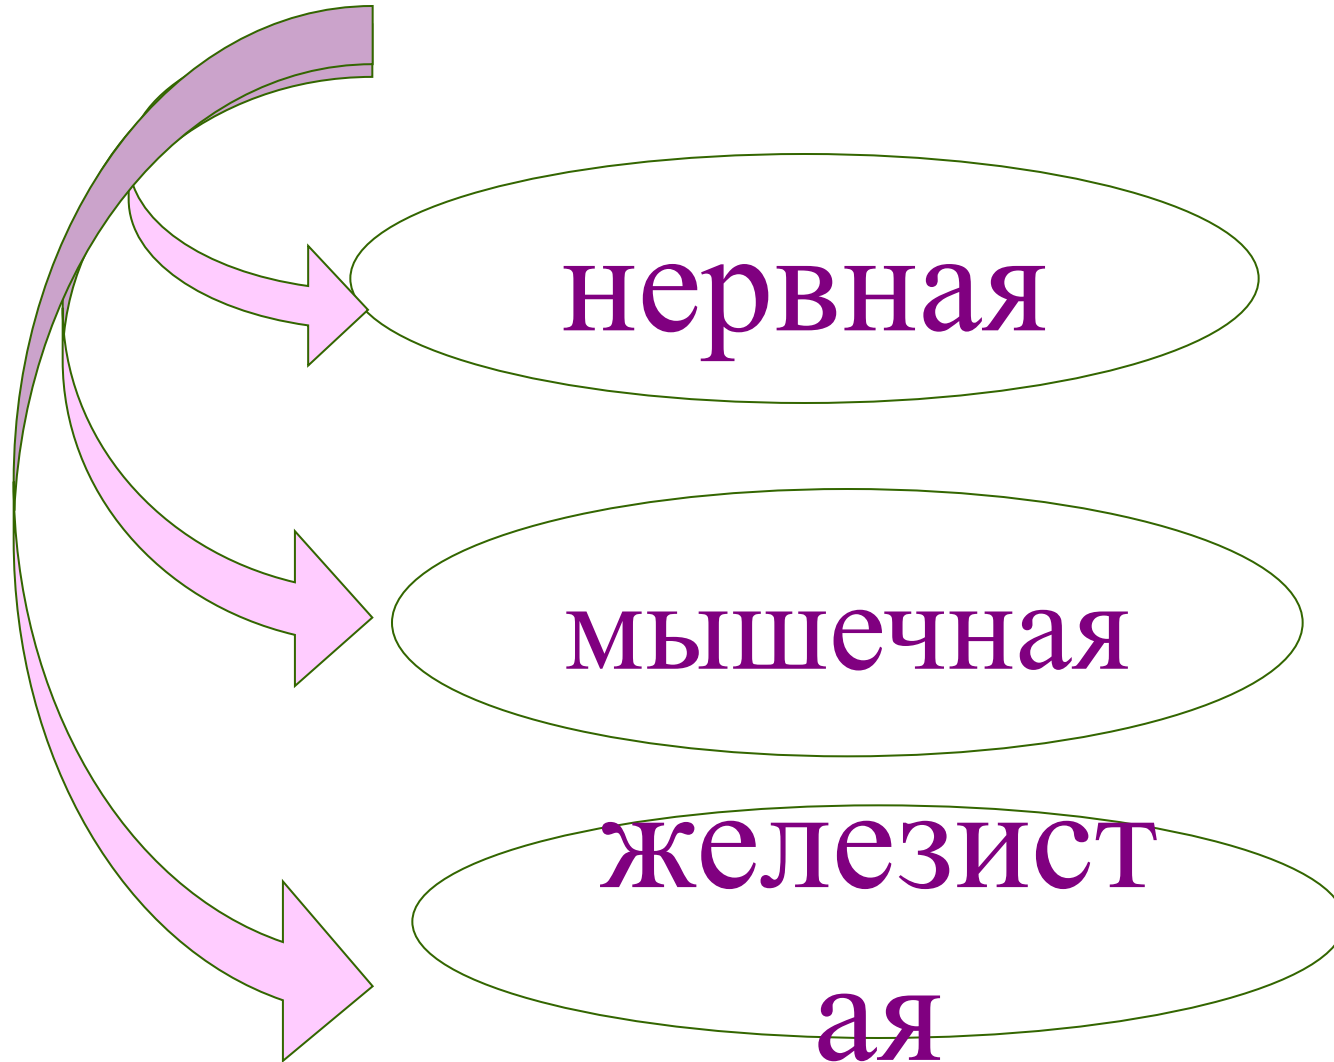 нервная
мышечная
железист
ая